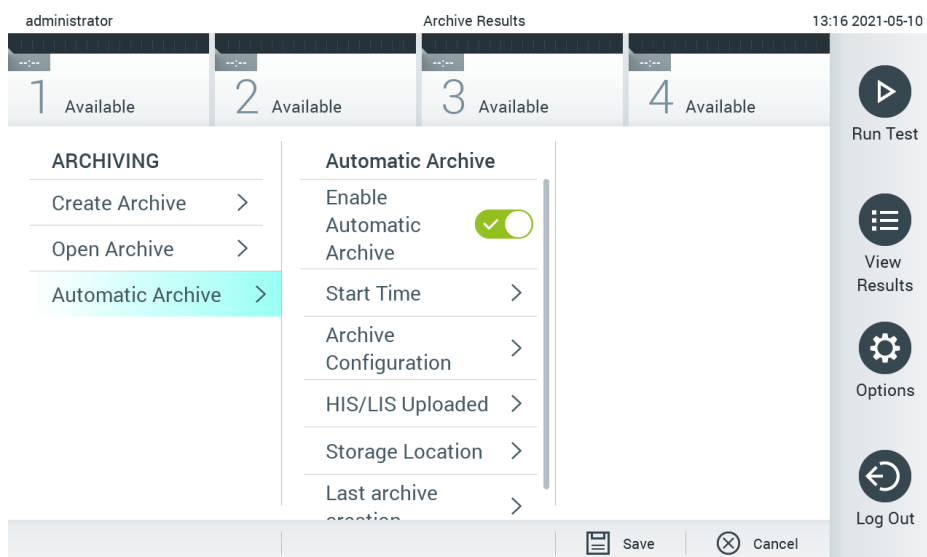 administrator
Archive Results
13:16 2021-05-10
--:--
--:--
--:--
--:--
1 Available
2 Available
3 Available
4 Available
Run Test
ARCHIVING
Create Archive
Open Archive
Automatic Archive
Automatic Archive
Enable
Automatic
Archive
Start Time
Archive
Configuration
HIS/LIS Uploaded
Storage Location
Last archive
creation
View
Results
Options
Log Out
Save
Cancel